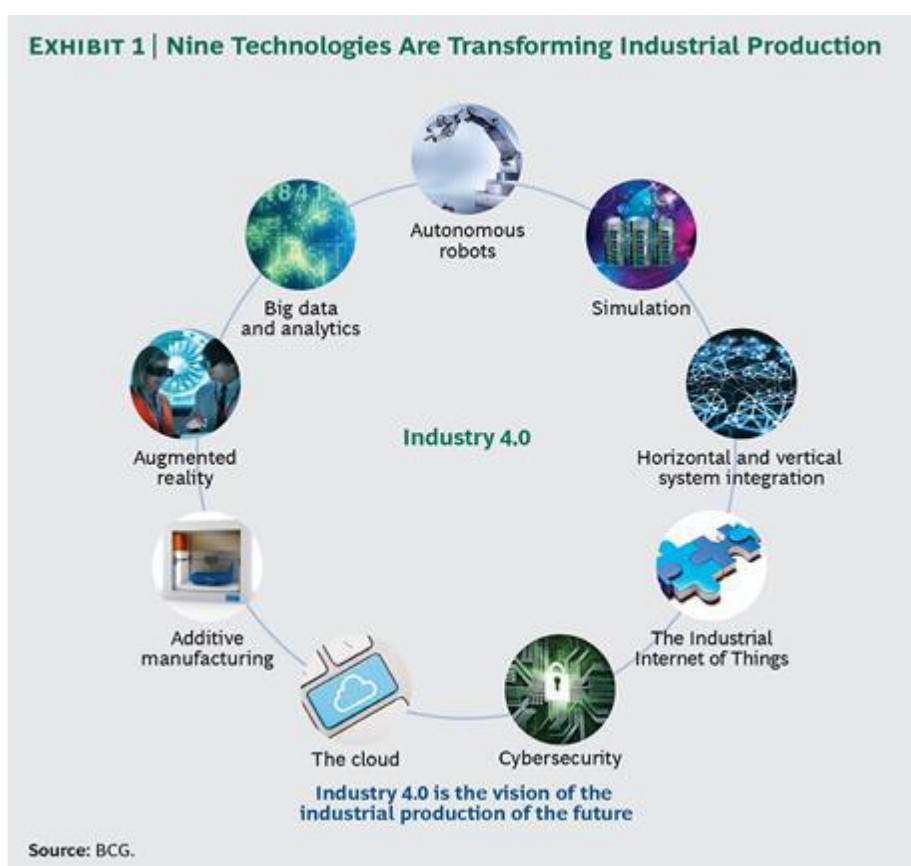 EXHIBIT 1 | Nine Technologies Are Transforming Industrial Production
Autonomous
robots
Simulation
Horizontal and vertical
system integration
The Industrial
Internet of Things
Cybersecurity
The cloud
Additive
manufacturing
Augmented
reality
Big data
and analytics
Industry 4.0
Industry 4.0 is the vision of the
industrial production of the future
Source: BCG.